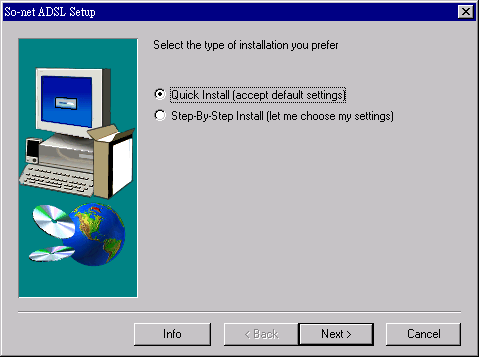 So-net ADSL Setup
Select the type of installation you prefer
Quick Install (accept default settings)
Step-By-Step Install (let me choose my settings)
Info
< Back
Next >
Cancel